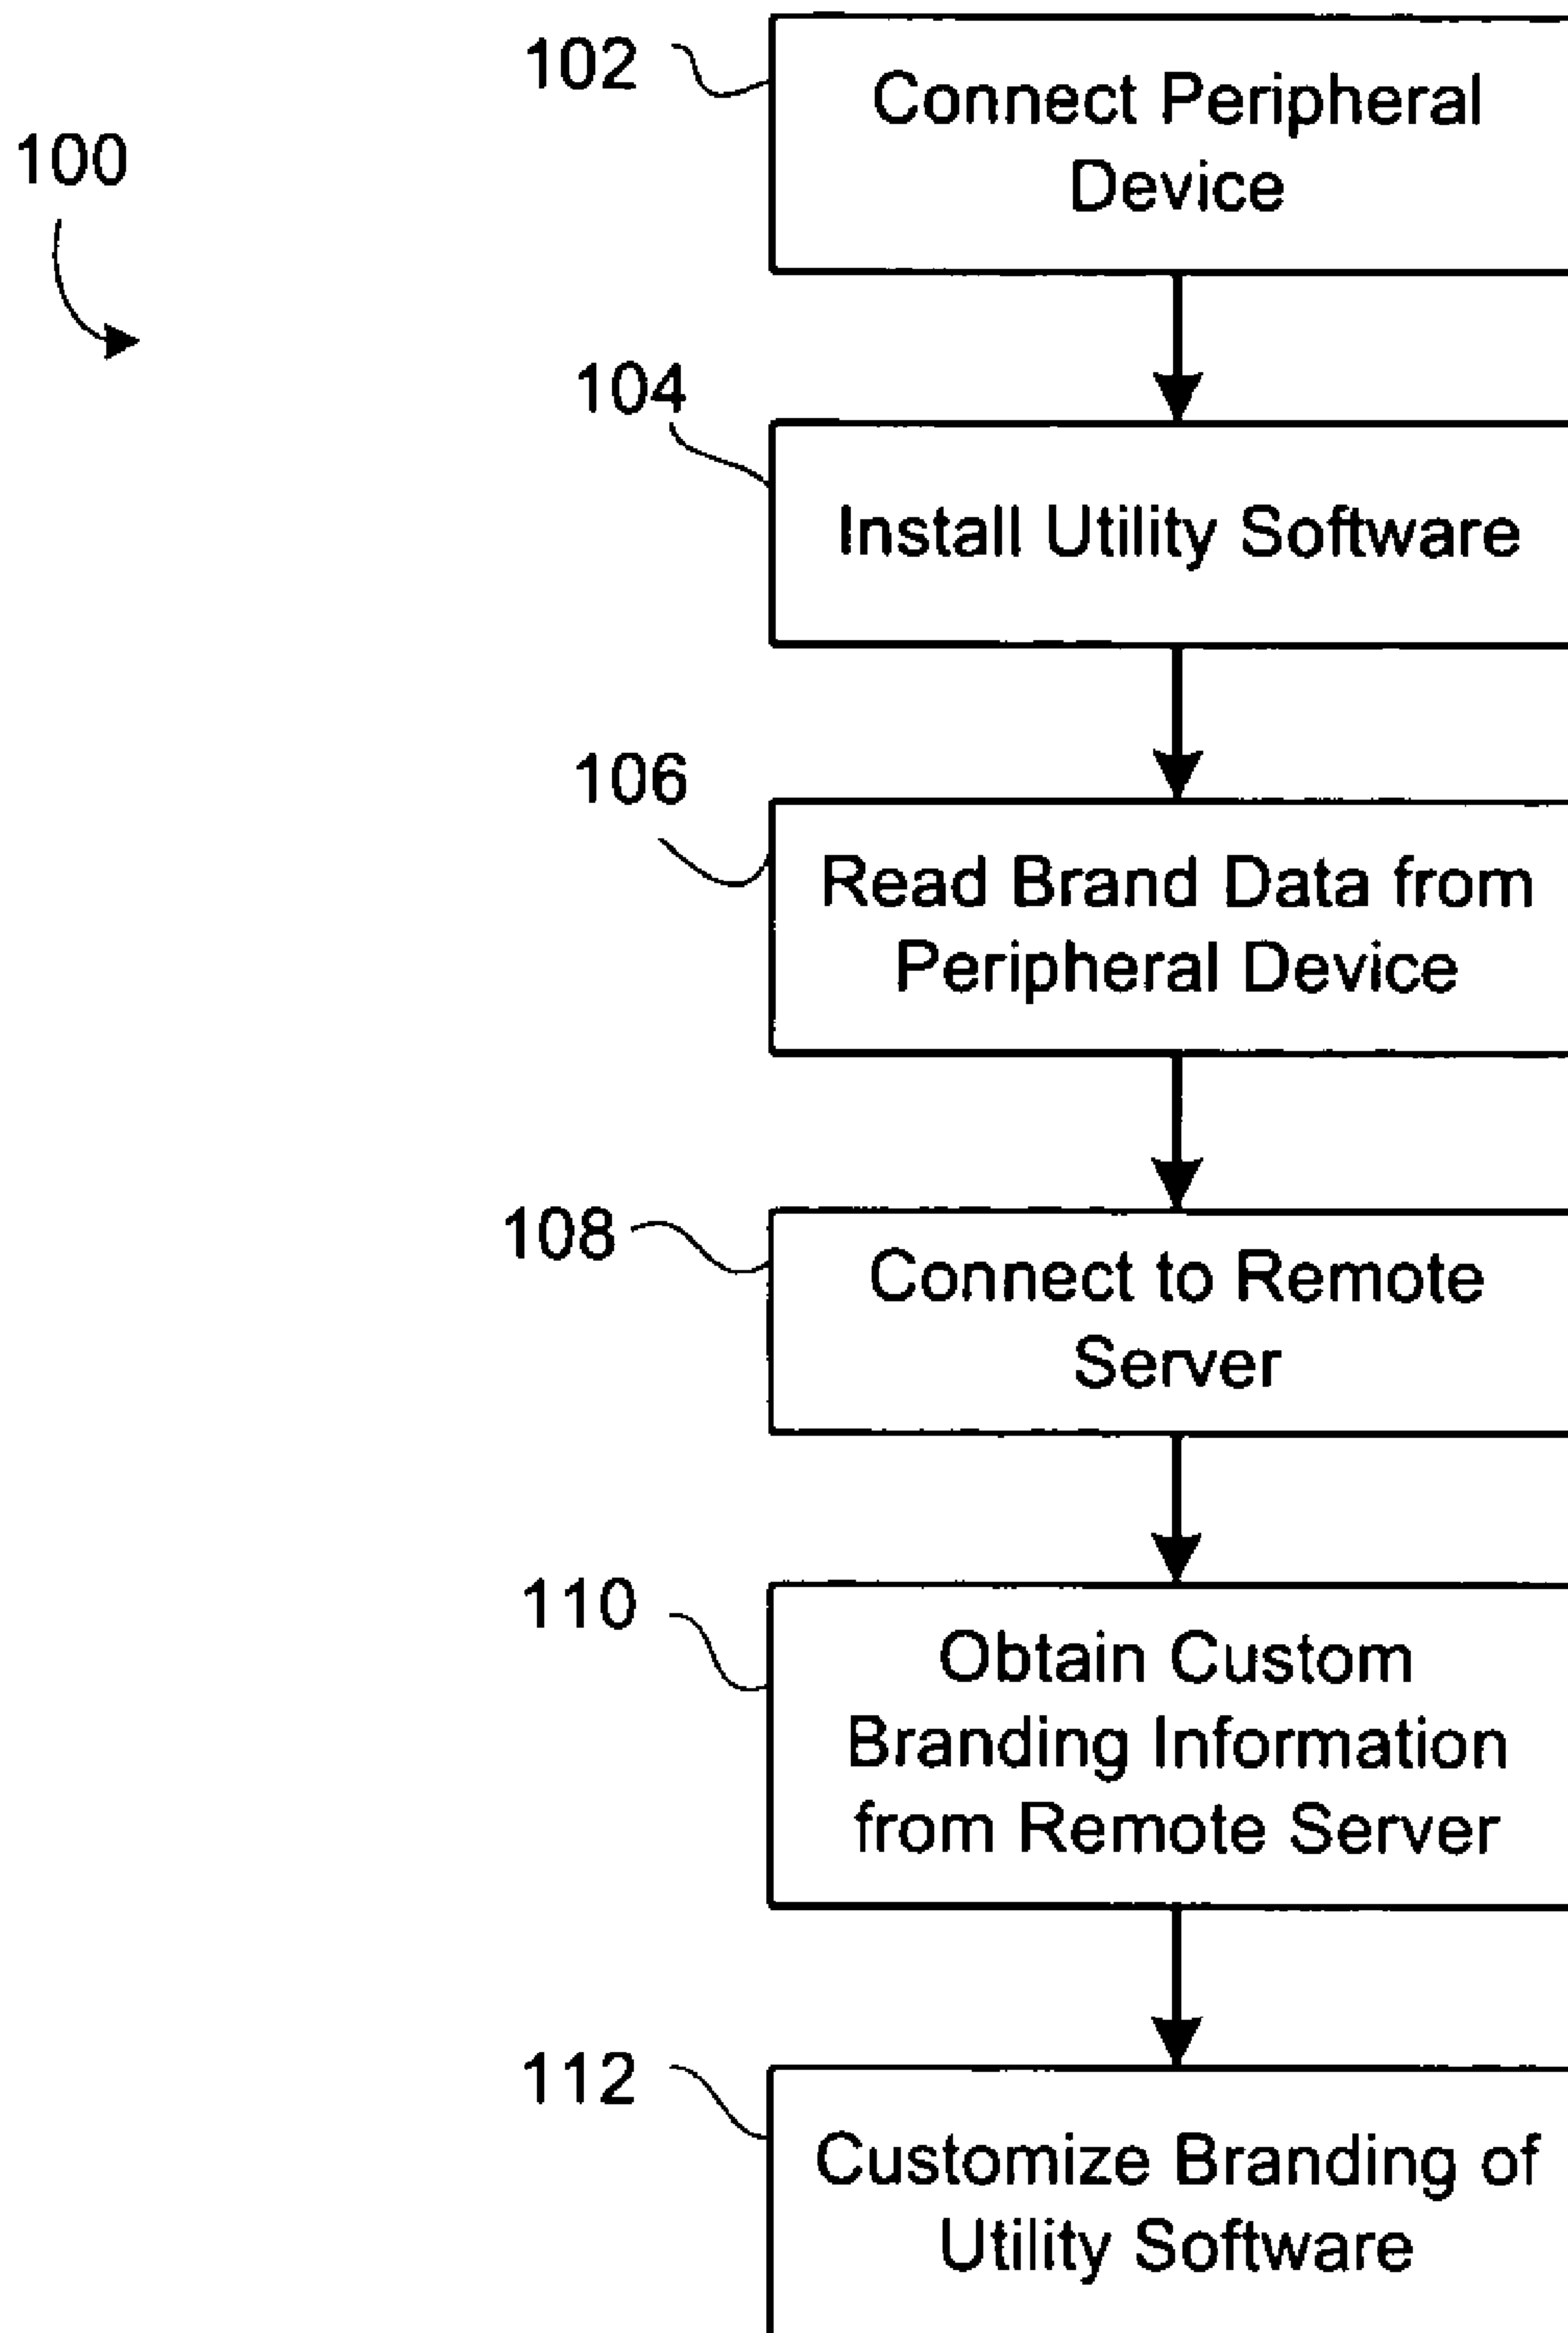 100
102
Connect Peripheral
Device
104
Install Utility Software
106
Read Brand Data from
Peripheral Device
108
Connect to Remote
Server
110
Obtain Custom
Branding Information
from Remote Server
112
Customize Branding of
Utility Software